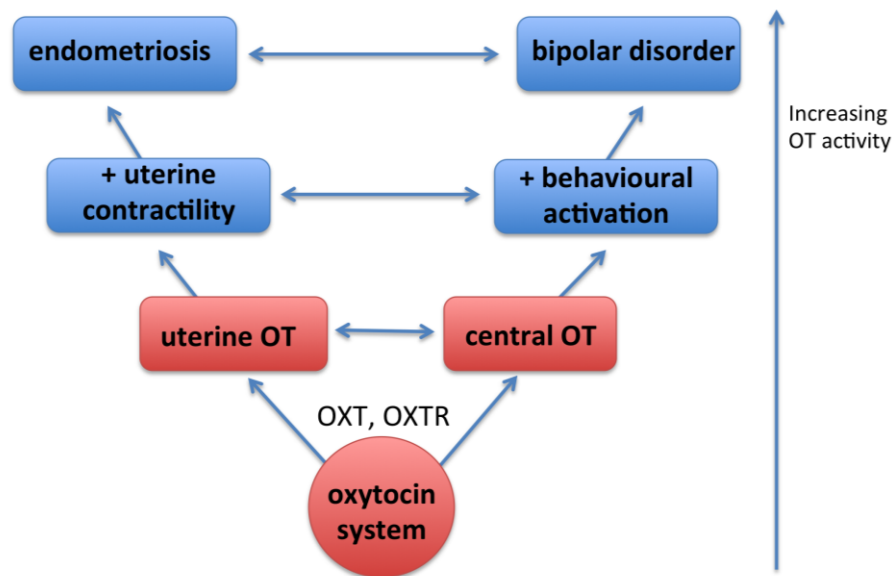 endometriosis
bipolar disorder
Increasing
OT activity
+ uterine
contractility
+ behavioural
activation
uterine OT
central OT
OXT, OXTR
oxytocin
system